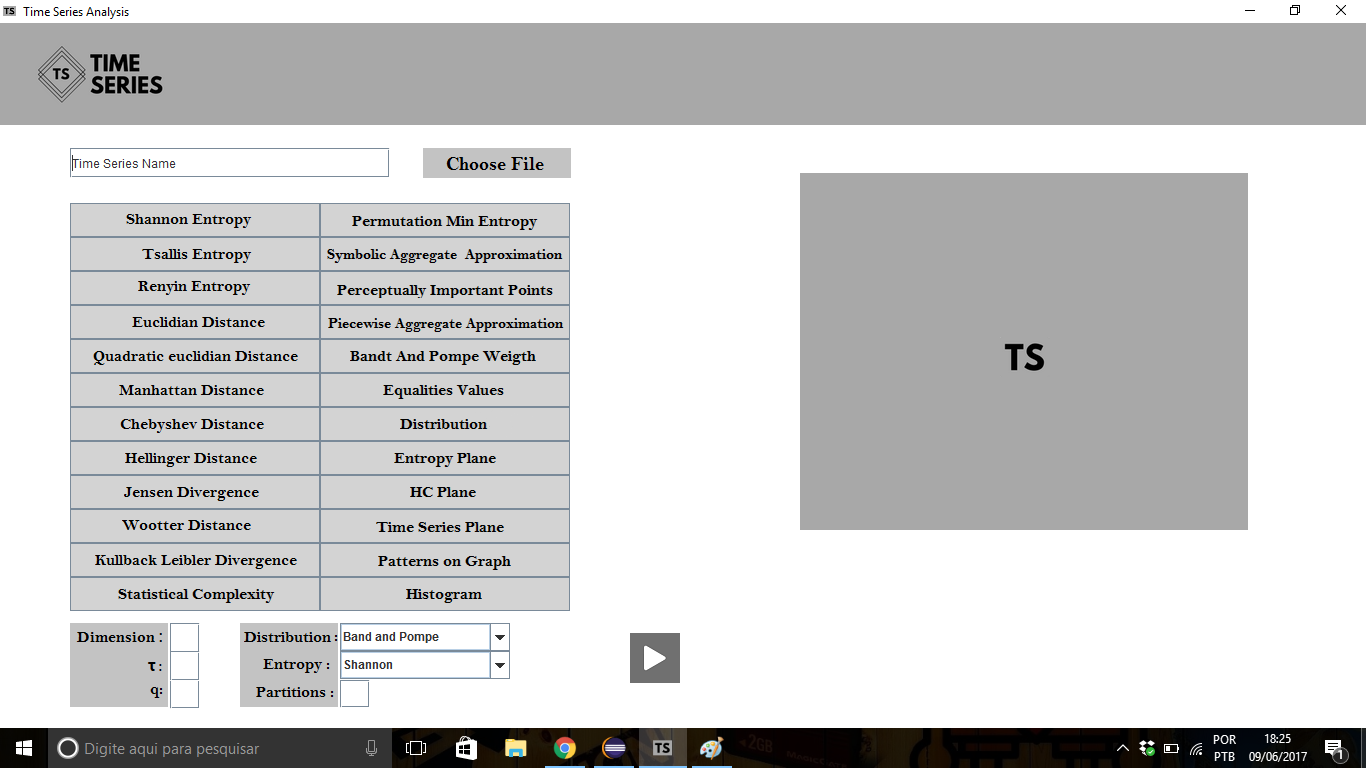 TS Time Series Analysis
TS
TIME
SERIES
Time Series Name
Choose File
Shannon Entropy
Permutation Min Entropy
Tsallis Entropy
Symbolic Aggregate  Approximation
Renyin Entropy
Perceptually Important Points
Euclidian Distance
Piecewise Aggregate Approximation
Quadratic euclidian Distance
Bandt And Pompe Weigth
Manhattan Distance
Equalities Values
Chebyshev Distance
Distribution
Hellinger Distance
Entropy Plane
Jensen Divergence
HC Plane
Wootter Distance
Time Series Plane
Kullback Leibler Divergence
Patterns on Graph
Statistical Complexity
Histogram
TS
Dimension :
Distribution :
Band and Pompe
τ :
Entropy :
Shannon
q:
Partitions :
Digite aqui para pesquisar
TS
2GB
POR
PTB
18:25
09/06/2017
1